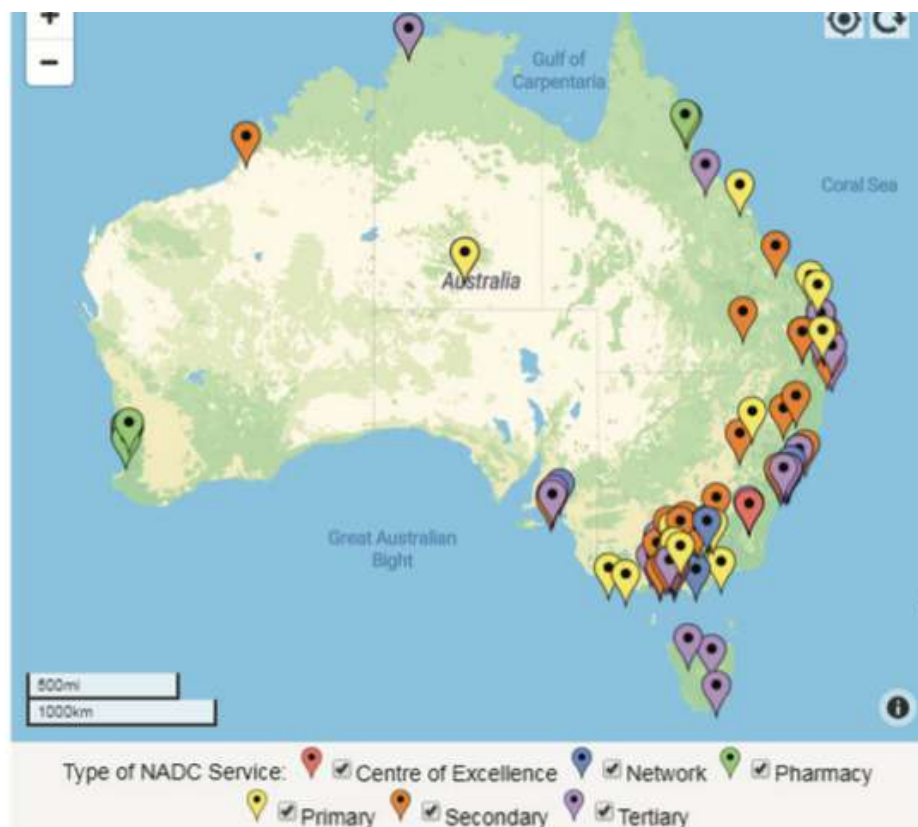 +
−
Gulf of
Carpentaria
Coral Sea
Australia
Great Australian
Bight
500mi
1000km
Type of NADC Service: Centre of Excellence Network Pharmacy
Primary Secondary Tertiary